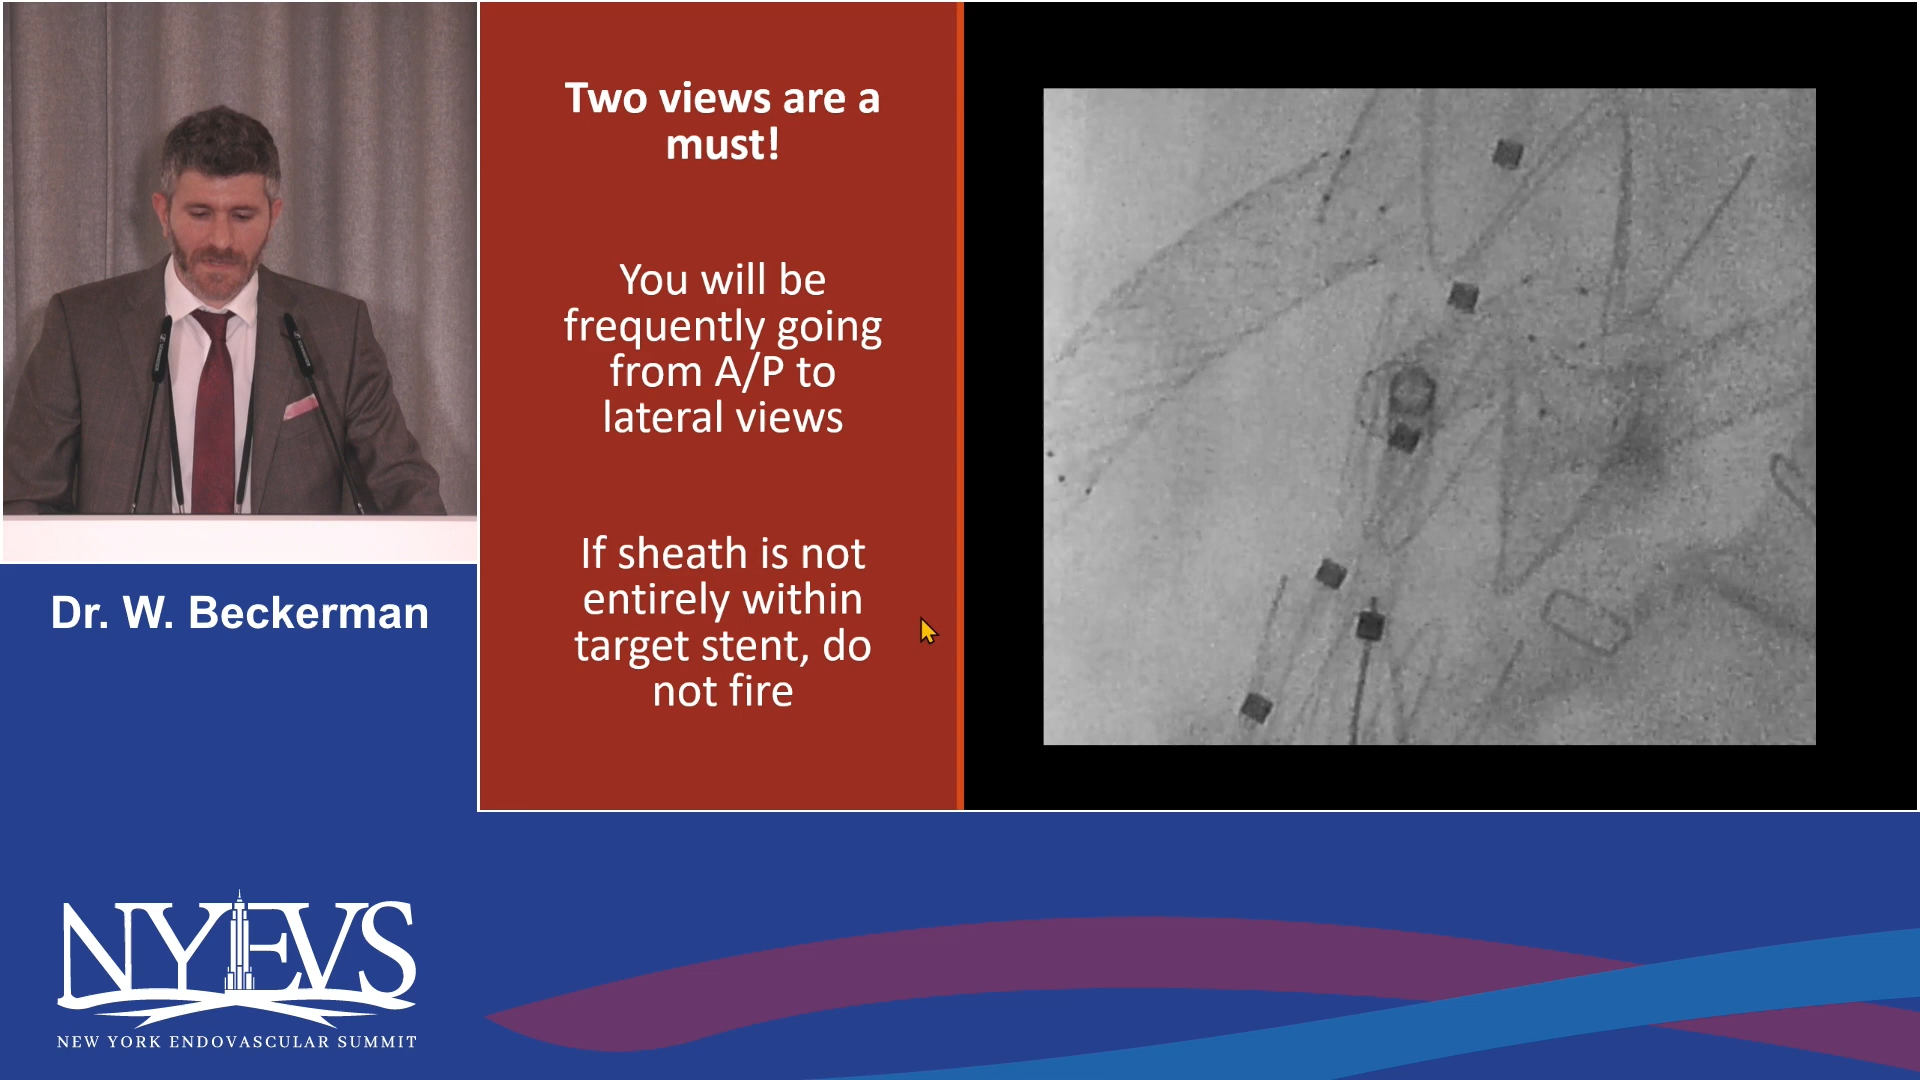 Two views are a
must!
You will be
frequently going
from A/P to
lateral views
If sheath is not
entirely within
target stent, do
not fire
Dr. W. Beckerman
NYEVS
NEW YORK ENDOVASCULAR SUMMIT